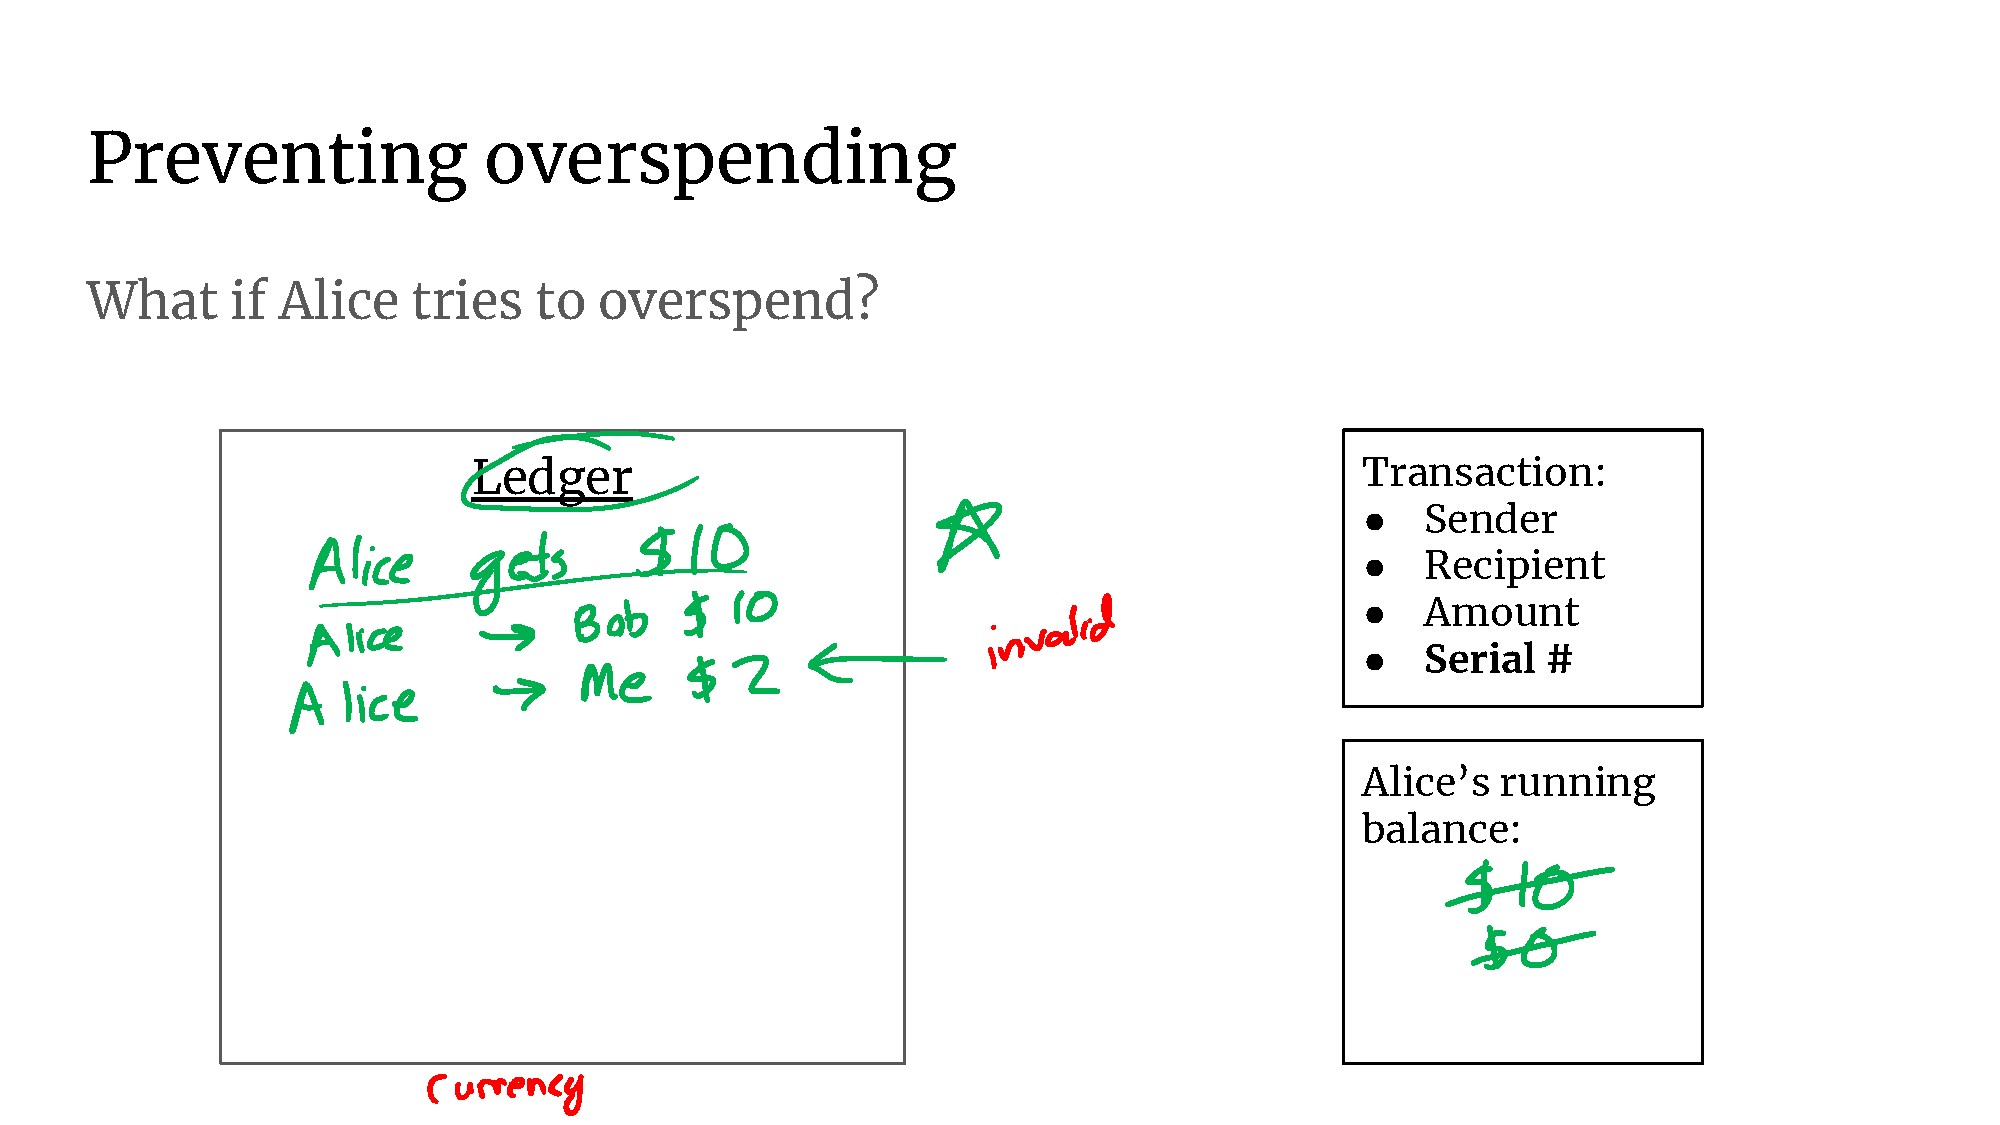 Preventing overspending
What if Alice tries to overspend?
Ledger
Alice gets $10
Alice → Bob $10
Alice → Me $2
invalid
currency
Transaction:
● Sender
● Recipient
● Amount
● Serial #
Alice’s running
balance:
$10
$0